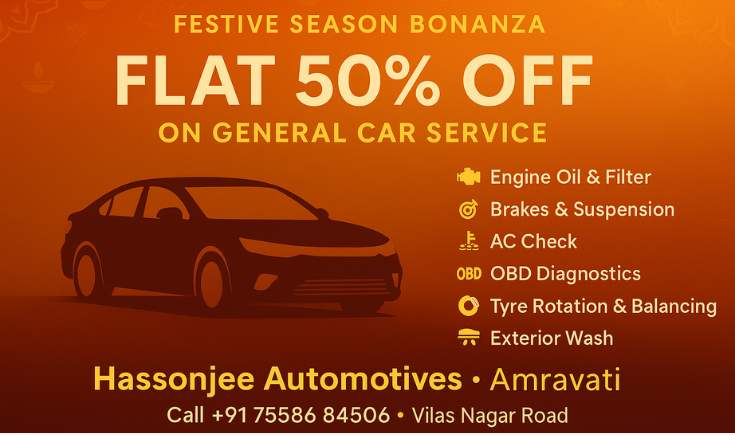 FESTIVE SEASON BONANZA
FLAT 50% OFF
ON GENERAL CAR SERVICE
Engine Oil & Filter
Brakes & Suspension
AC Check
OBD OBD Diagnostics
Tyre Rotation & Balancing
Exterior Wash
Hassonjee Automotives • Amravati
Call +91 75586 84506 • Vilas Nagar Road